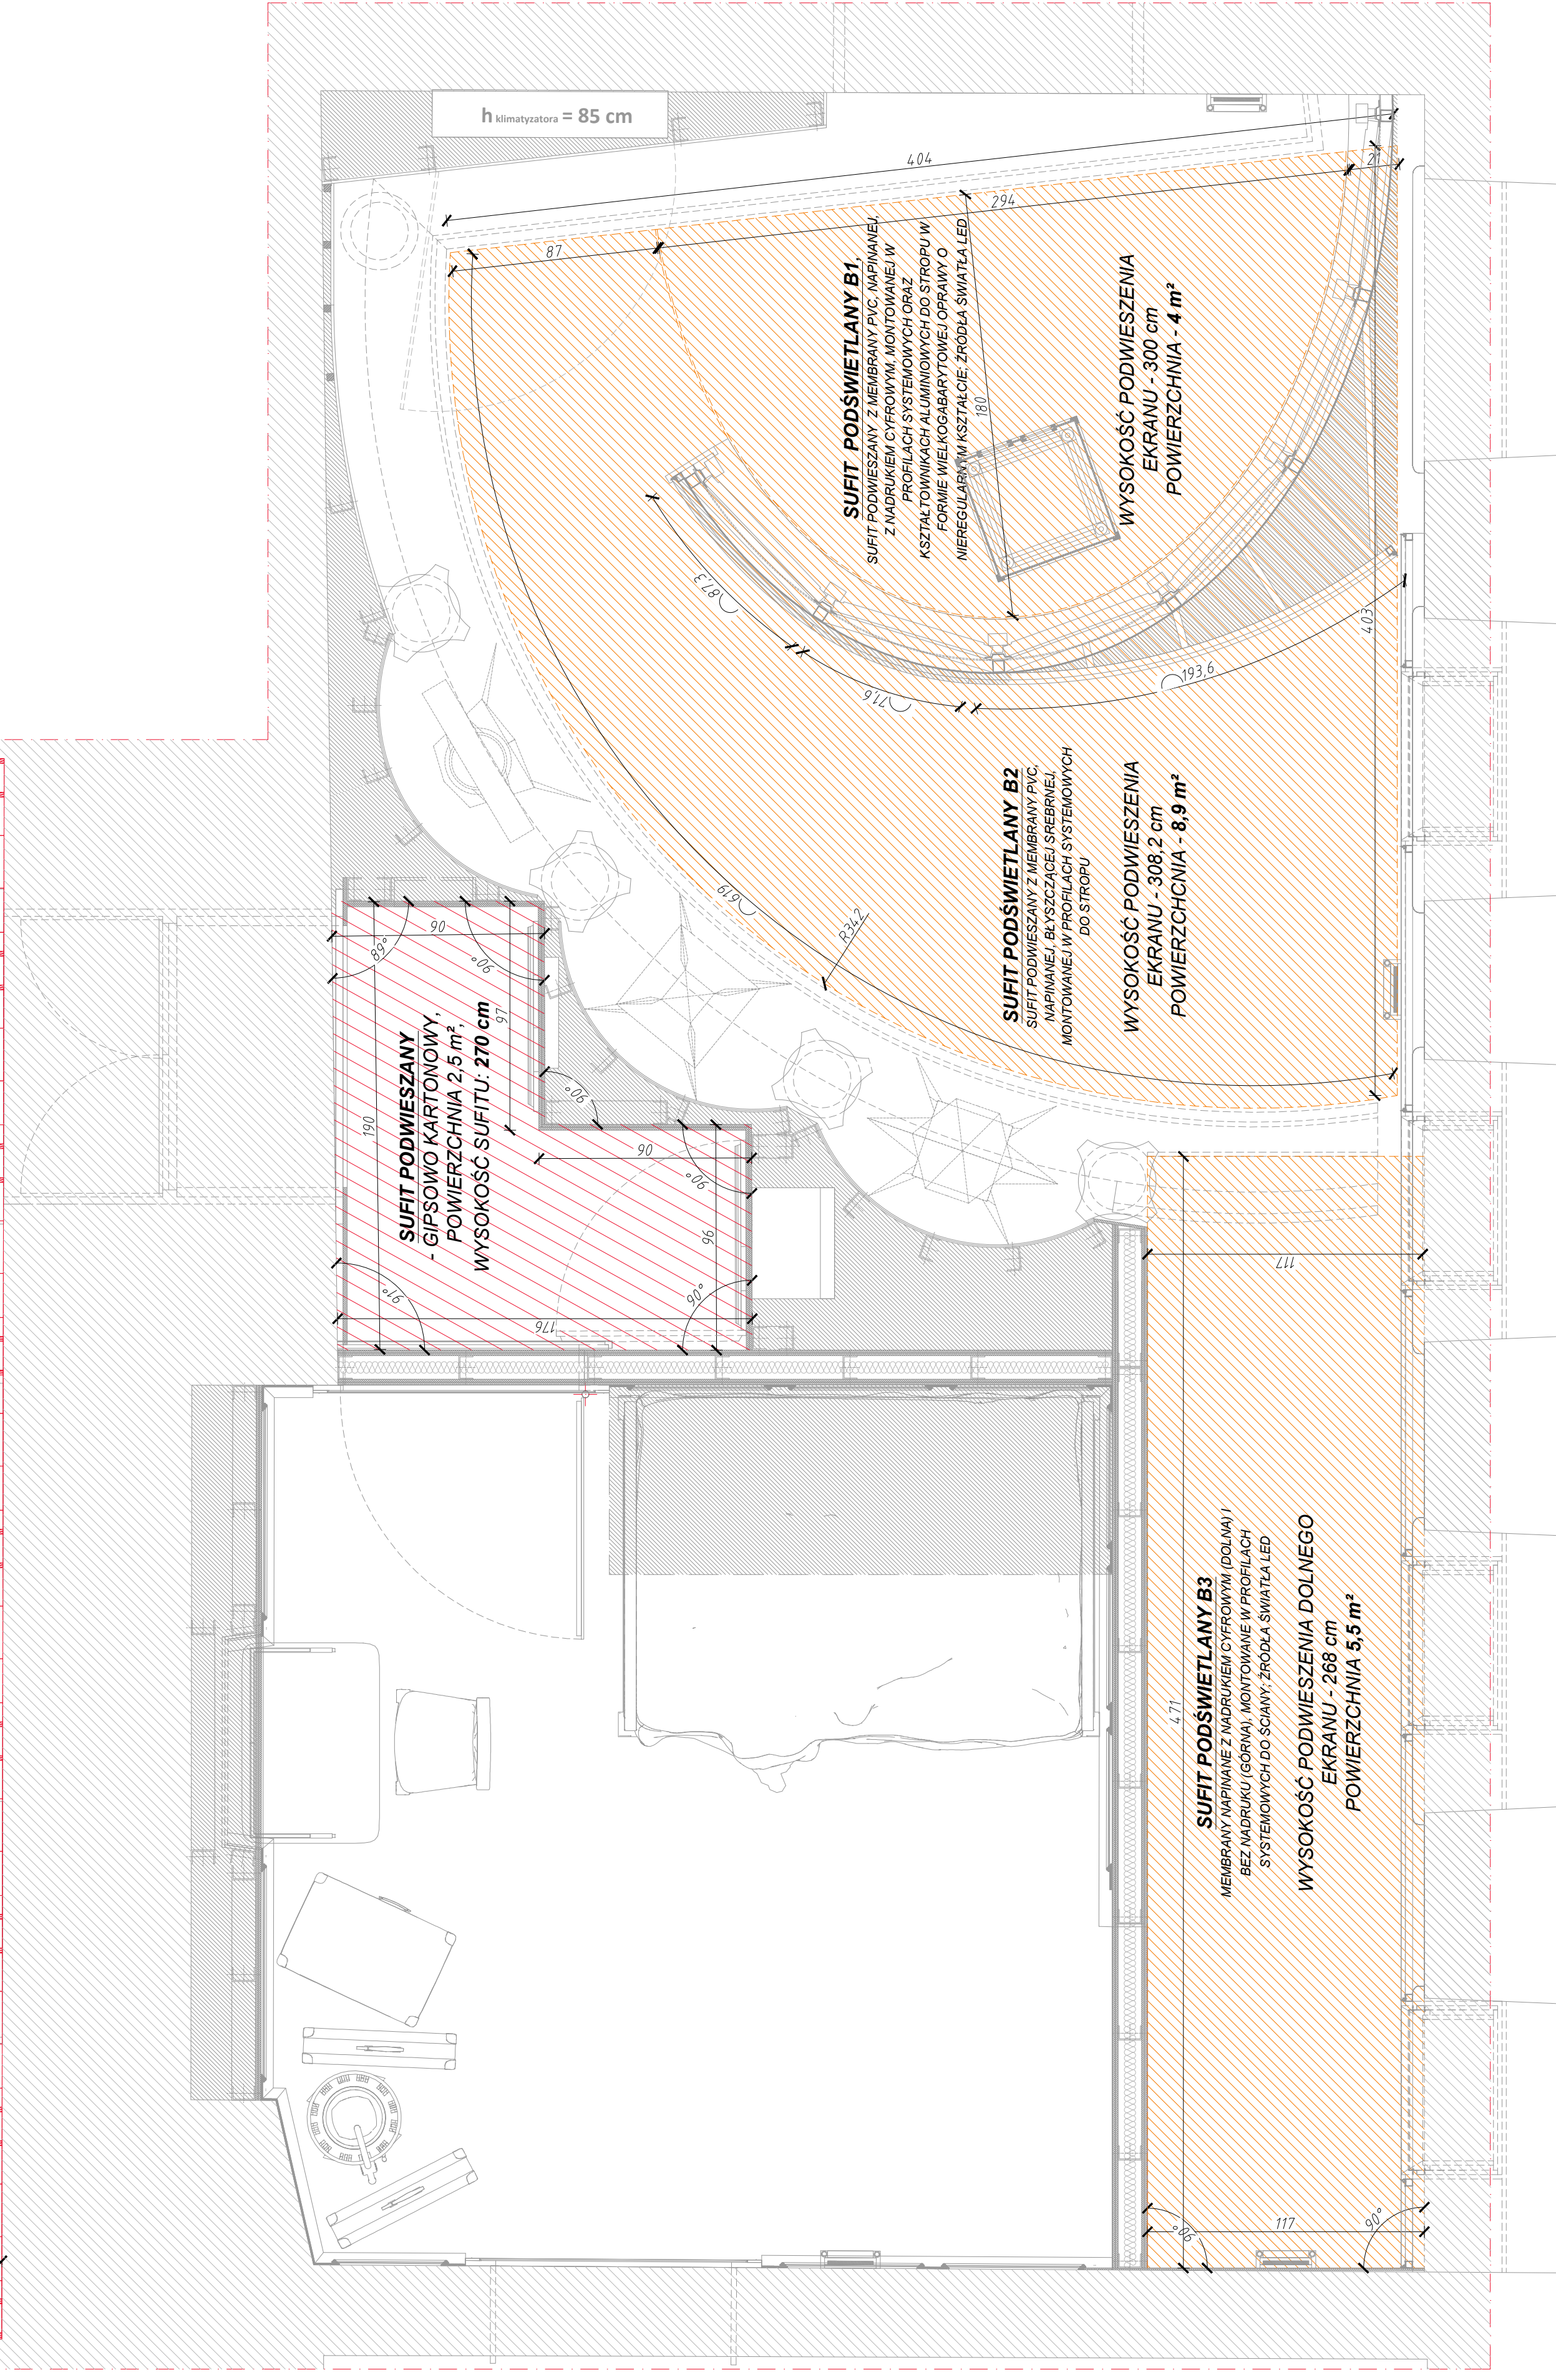 h klimatyzatora = 85 cm
404
21
294
87
SUFIT PODŚWIETLANY B1,
SUFIT PODWIESZANY Z MEMBRANY PVC, NAPINANEJ,
Z NADRUKIEM CYFROWYM, MONTOWANEJ W
PROFILACH SYSTEMOWYCH ORAZ
KSZTAŁTOWNIKACH ALUMINIOWYCH DO STROPU W
FORMIE WIELKOGABARYTOWEJ OPRAWY O
NIEREGULARNYM KSZTAŁCIE; ŹRÓDŁA ŚWIATŁA LED
180
WYSOKOŚĆ PODWIESZENIA
EKRANU - 300 cm
POWIERZCHNIA - 4 m²
87,3
71,6
193,6
403
619
R342
SUFIT PODŚWIETLANY B2
SUFIT PODWIESZANY Z MEMBRANY PVC,
NAPINANEJ, BŁYSZCZĄCEJ SREBRNEJ,
MONTOWANEJ W PROFILACH SYSTEMOWYCH
DO STROPU
WYSOKOŚĆ PODWIESZENIA
EKRANU - 308,2 cm
POWIERZCHCNIA - 8,9 m²
90
89°
90°
97
190
SUFIT PODWIESZANY
- GIPSOWO KARTONOWY,
POWIERZCHNIA 2,5 m²,
WYSOKOŚĆ SUFITU: 270 cm
90°
90
90°
96
91°
90°
176
117
471
SUFIT PODŚWIETLANY B3
MEMBRANY NAPINANE Z NADRUKIEM CYFROWYM (DOLNA) I
BEZ NADRUKU (GÓRNA), MONTOWANE W PROFILACH
SYSTEMOWYCH DO ŚCIANY; ŹRÓDŁA ŚWIATŁA LED
WYSOKOŚĆ PODWIESZENIA DOLNEGO
EKRANU - 268 cm
POWIERZCHNIA 5,5 m²
90°
117
90°